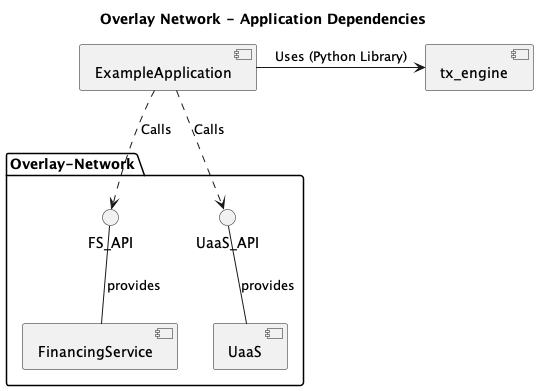 Overlay Network - Application Dependencies
ExampleApplication
Uses (Python Library)
tx_engine
Calls
Calls
Overlay-Network
FS_API
UaaS_API
provides
provides
FinancingService
UaaS